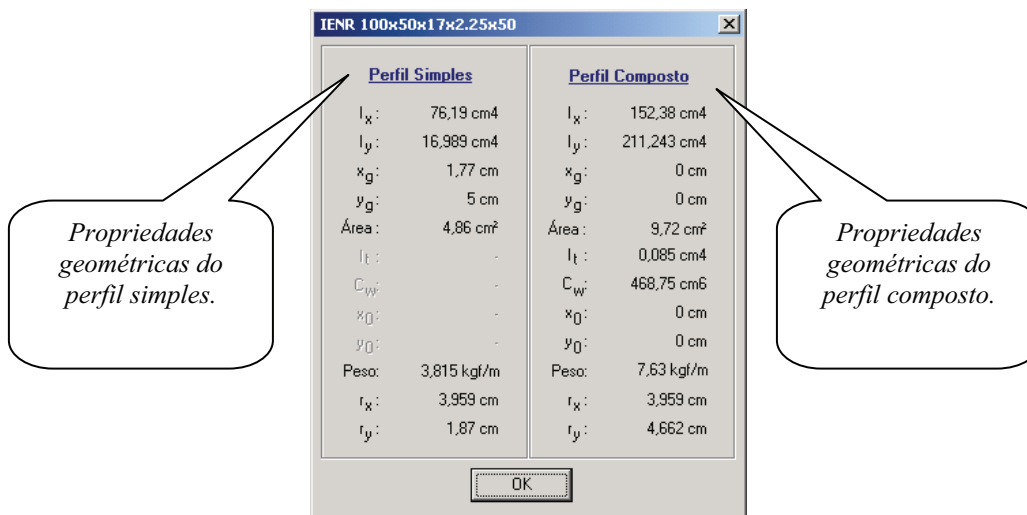 IENR 100x50x17x2.25x50
Perfil Simples
Ix: 76,19 cm4
Iy: 16,989 cm4
xg: 1,77 cm
yg: 5 cm
Área: 4,86 cm²
It: -
Cw: -
x0: -
y0: -
Peso: 3,815 kgf/m
rx: 3,959 cm
ry: 1,87 cm
Perfil Composto
Ix: 152,38 cm4
Iy: 211,243 cm4
xg: 0 cm
yg: 0 cm
Área: 9,72 cm²
It: 0,085 cm4
Cw: 468,75 cm6
x0: 0 cm
y0: 0 cm
Peso: 7,63 kgf/m
rx: 3,959 cm
ry: 4,662 cm
OK
Propriedades
geométricas do
perfil simples.
Propriedades
geométricas do
perfil composto.